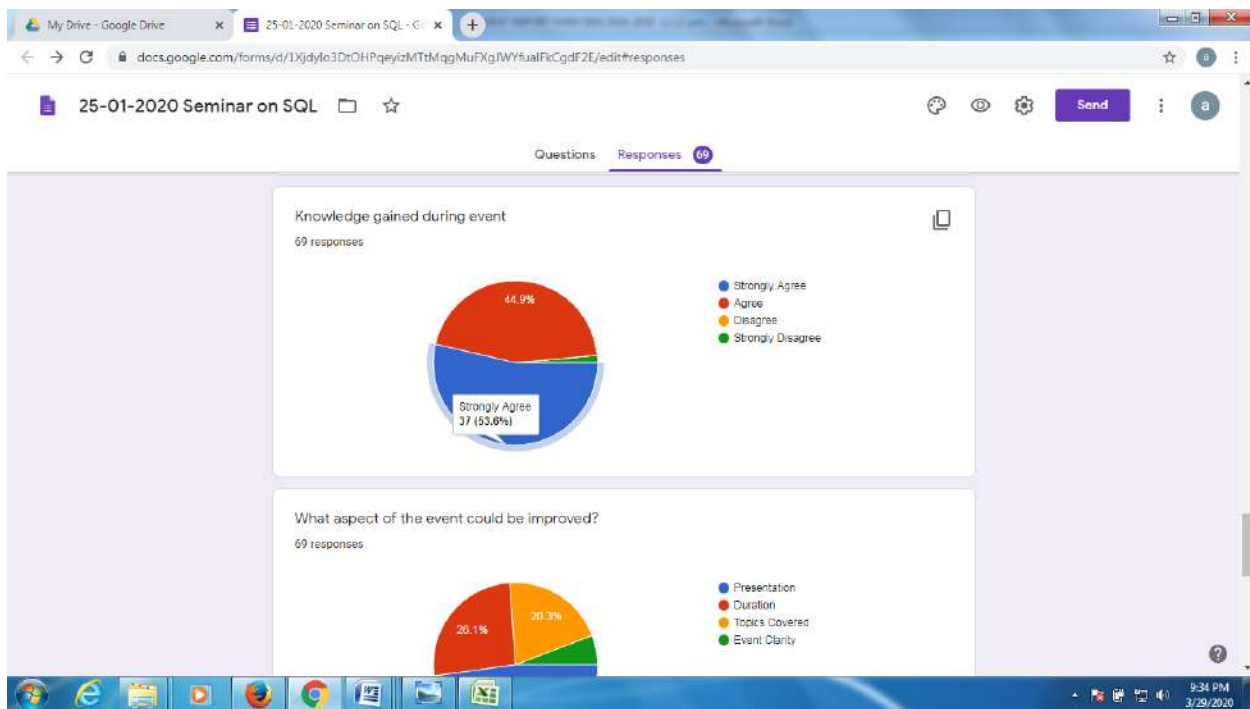 My Drive - Google Drive
25-01-2020 Seminar on SQL - G
docs.google.com/forms/d/1Xjdylo3DtOHPqeyizMTtMqgMuFXgJWYfualFkCgdF2E/edit#responses
a
25-01-2020 Seminar on SQL
Send
a
Questions
Responses 69
Knowledge gained during event
69 responses
44.9%
Strongly Agree
37 (53.6%)
Strongly Agree
Agree
Disagree
Strongly Disagree
What aspect of the event could be improved?
69 responses
26.1%
20.3%
Presentation
Duration
Topics Covered
Event Clarity
9:34 PM
3/29/2020